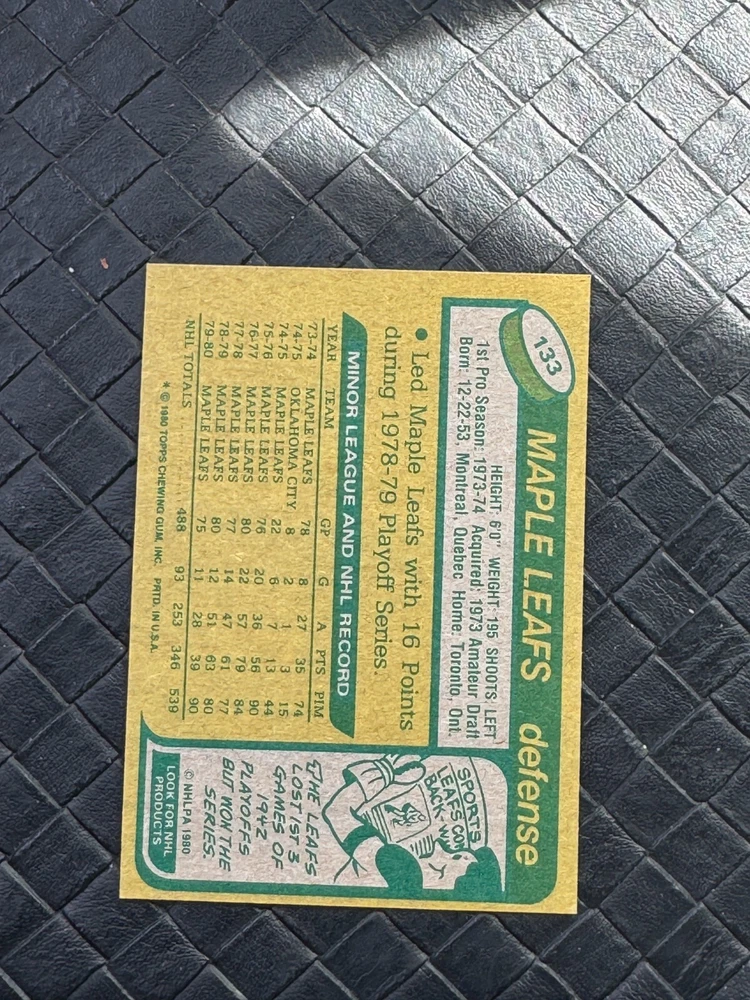 133
MAPLE LEAFS defense
HEIGHT: 6'0" WEIGHT: 195 SHOOTS: LEFT
1st Pro Season: 1973-74 Acquired: 1973 Amateur Draft
Born: 12-22-53, Montreal, Quebec Home: Toronto, Ont.
• Led Maple Leafs with 16 Points
during 1978-79 Playoff Series.
MINOR LEAGUE AND NHL RECORD
YEAR TEAM GP G A PTS PIM
73-74 MAPLE LEAFS 78 8 27 35 74
74-75 OKLAHOMA CITY 8 2 1 3 15
74-75 MAPLE LEAFS 22 6 7 13 44
75-76 MAPLE LEAFS 76 20 36 56 90
76-77 MAPLE LEAFS 80 22 57 79 84
77-78 MAPLE LEAFS 77 14 47 61 77
78-79 MAPLE LEAFS 80 12 51 63 80
79-80 MAPLE LEAFS 75 11 28 39 90
NHL TOTALS 488 93 253 346 539
* © 1980 TOPPS CHEWING GUM, INC. PRTD. IN U.S.A.
SPORTS
LEAFS COM
BACK
THE LEAFS
LOST 1ST 3
GAMES OF
1942
PLAYOFFS
BUT WON THE
SERIES.
© NHLPA 1980
LOOK FOR NHL
PRODUCTS